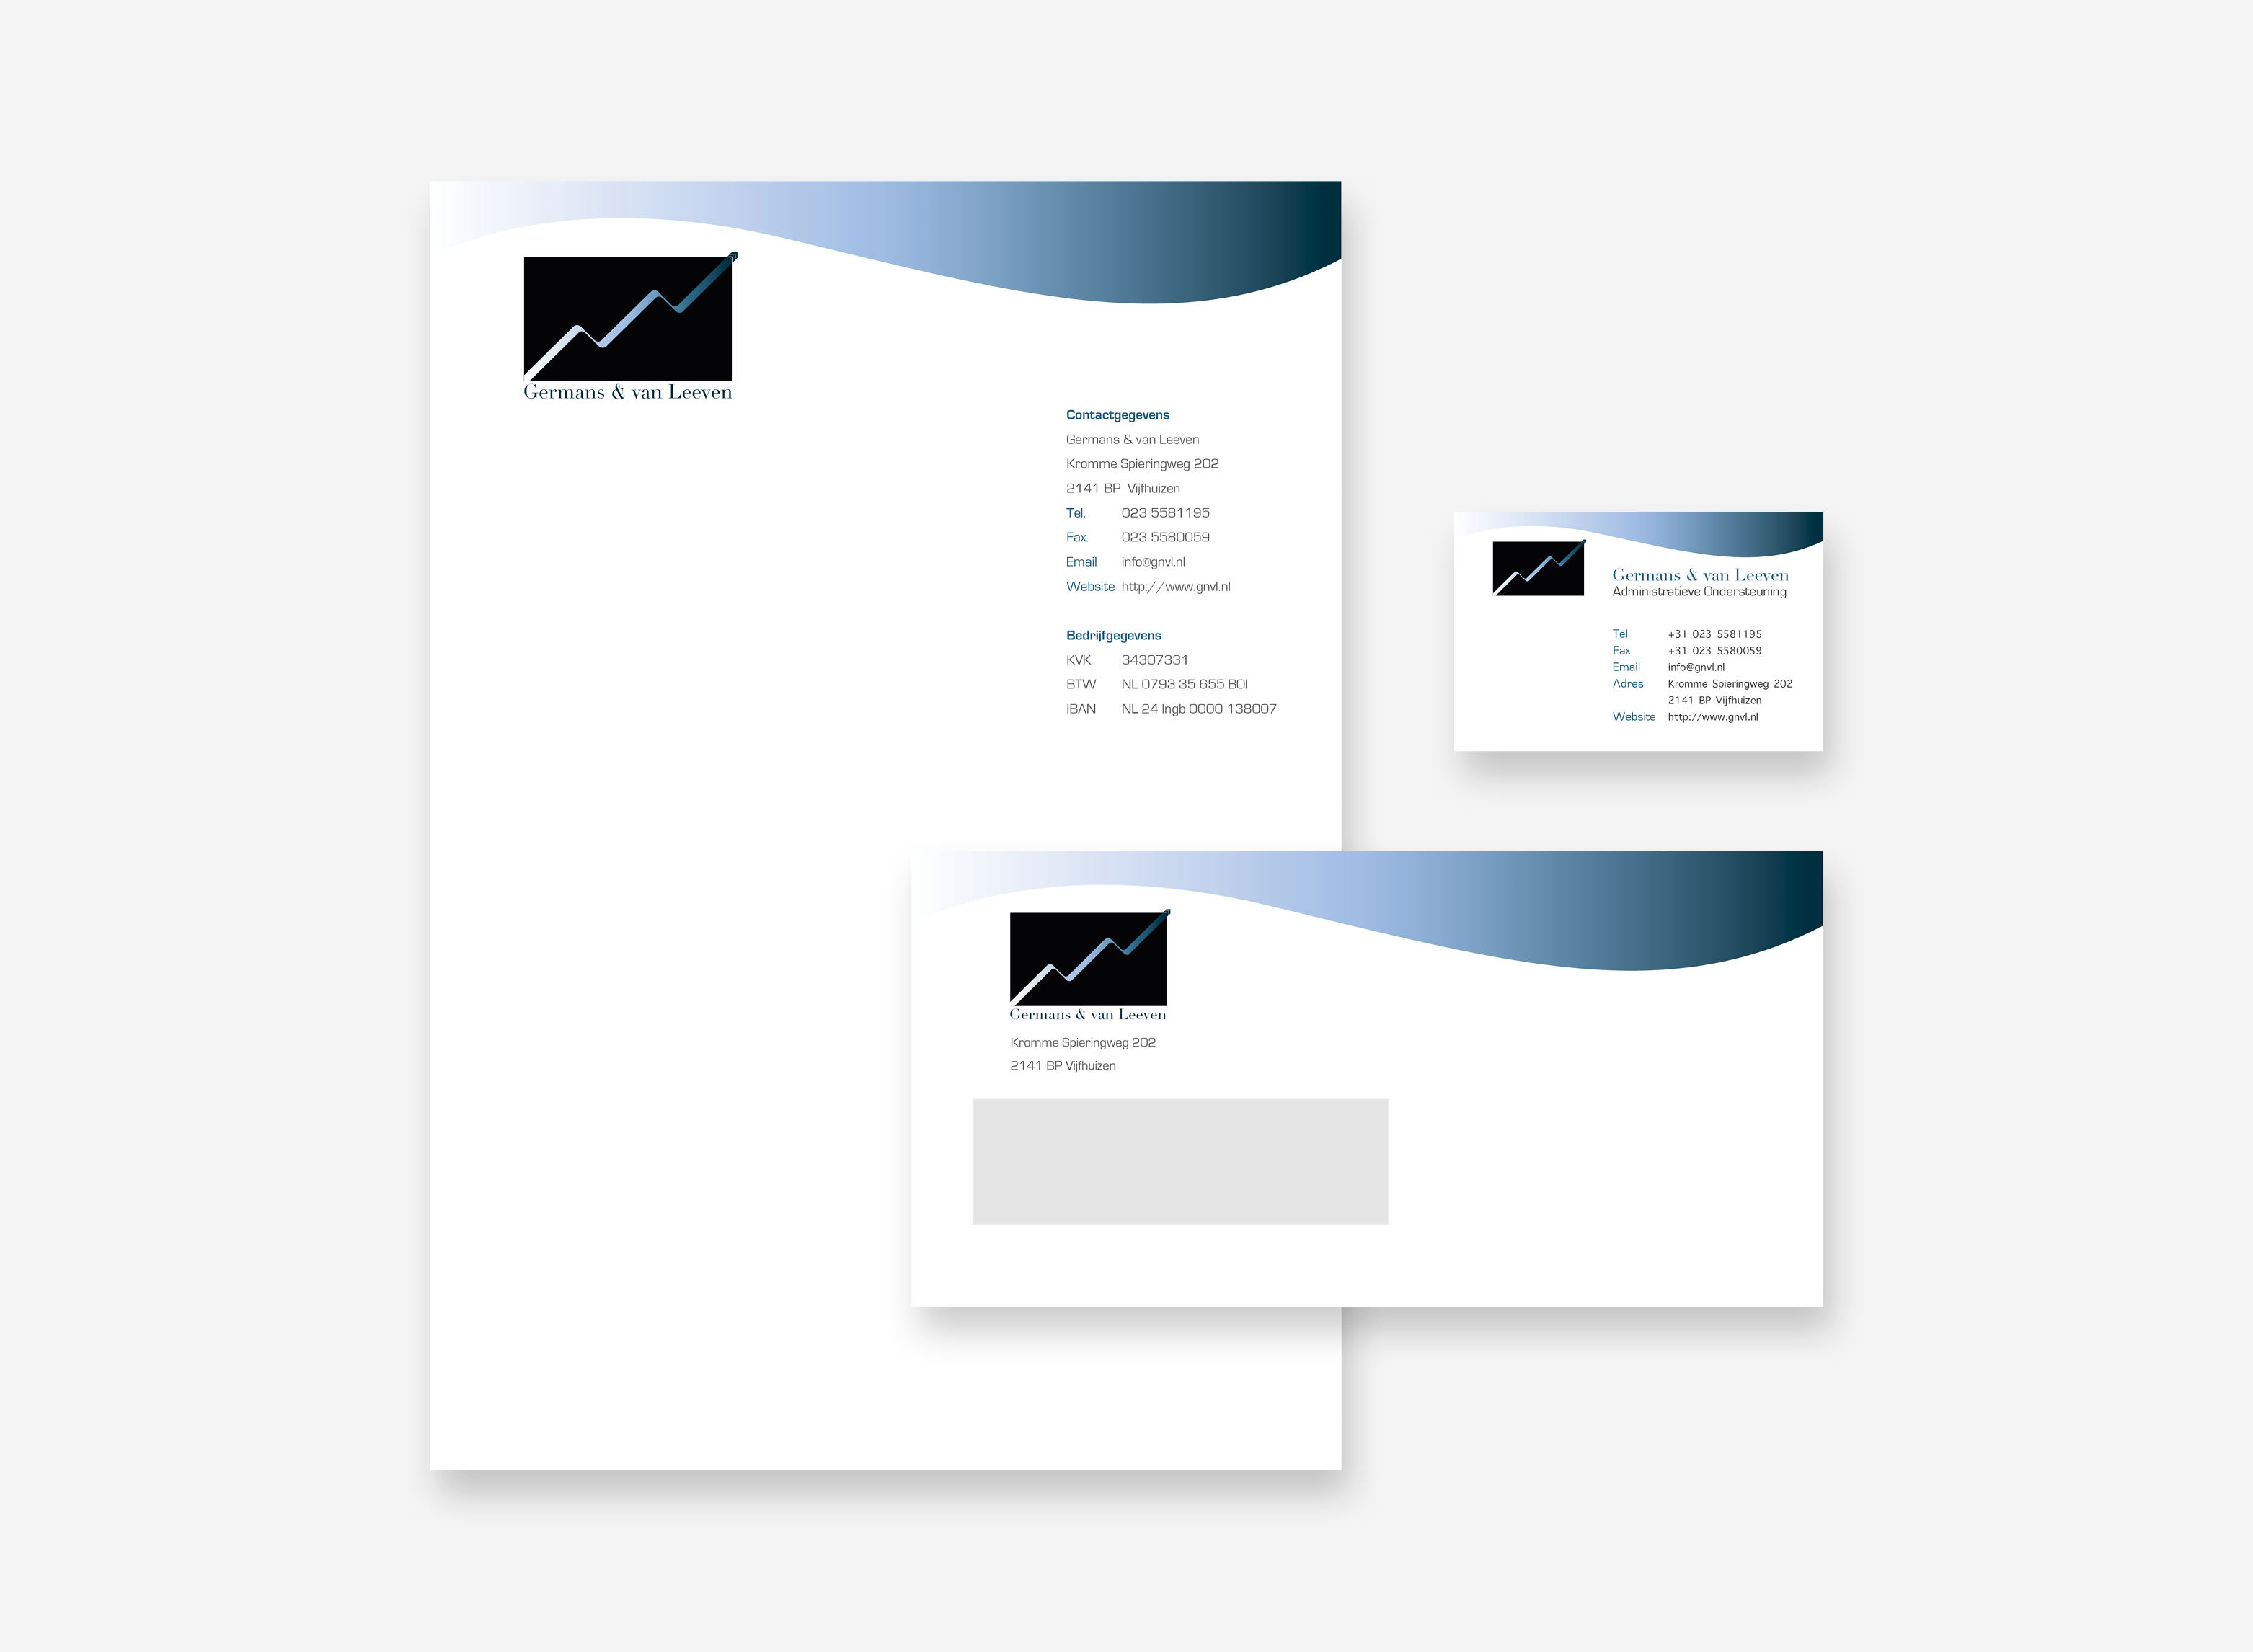 Germans & van Leeven
Contactgegevens
Germans & van Leeven
Kromme Spieringweg 202
2141 BP  Vijfhuizen
Tel. 023 5581195
Fax. 023 5580059
Email info@gnvl.nl
Website http://www.gnvl.nl
Bedrijfgegevens
KVK 34307331
BTW NL 0793 35 655 BOI
IBAN NL 24 Ingb 0000 138007
Germans & van Leeven
Administratieve Ondersteuning
Tel +31 023 5581195
Fax +31 023 5580059
Email info@gnvl.nl
Adres Kromme Spieringweg 202
2141 BP Vijfhuizen
Website http://www.gnvl.nl
Germans & van Leeven
Kromme Spieringweg 202
2141 BP Vijfhuizen